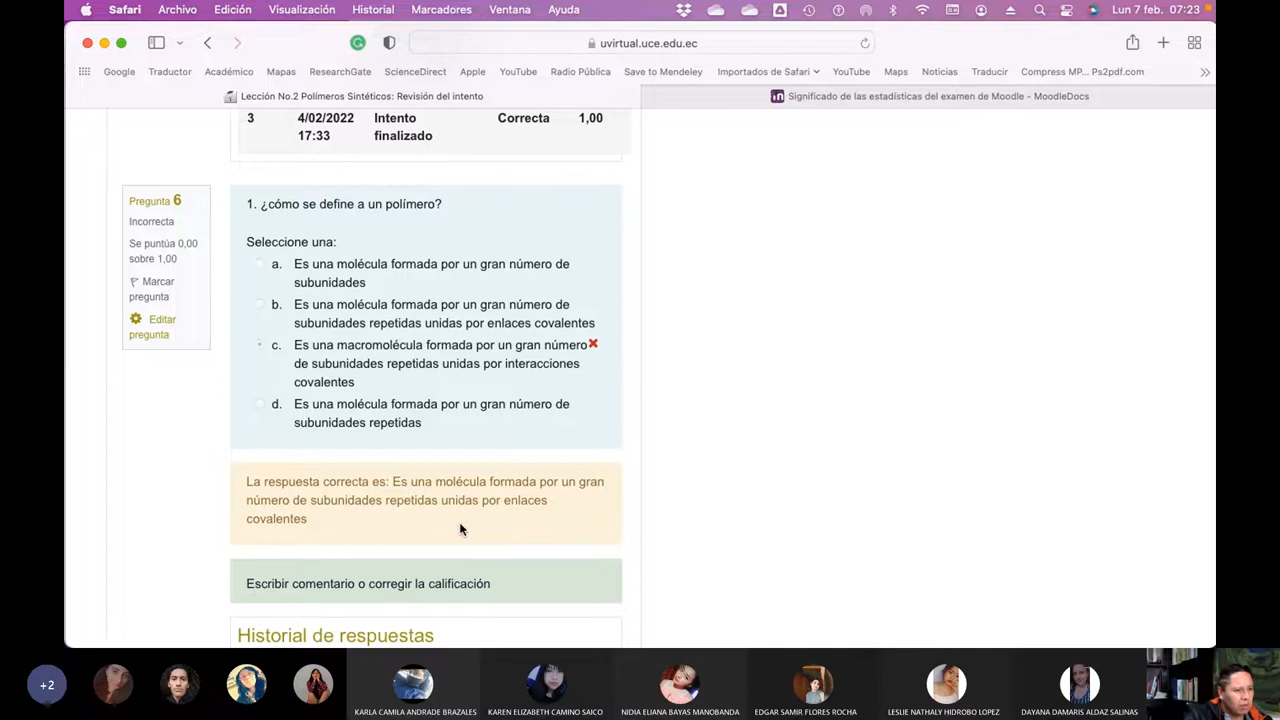 Safari Archivo Edición Visualización Historial Marcadores Ventana Ayuda Lun 7 feb. 07:23
uvirtual.uce.edu.ec
Google Traductor Académico Mapas ResearchGate ScienceDirect Apple YouTube Radio Pública Save to Mendeley Importados de Safari YouTube Maps Noticias Traducir Compress MP... Ps2pdf.com
Lección No.2 Polímeros Sintéticos: Revisión del intento Significado de las estadísticas del examen de Moodle - MoodleDocs
3 4/02/2022 Intento Correcta 1,00
17:33 finalizado
Pregunta 6
Incorrecta
Se puntúa 0,00
sobre 1,00
Marcar
pregunta
Editar
pregunta
1. ¿cómo se define a un polímero?
Seleccione una:
a. Es una molécula formada por un gran número de
subunidades
b. Es una molécula formada por un gran número de
subunidades repetidas unidas por enlaces covalentes
c. Es una macromolécula formada por un gran número
de subunidades repetidas unidas por interacciones
covalentes
d. Es una molécula formada por un gran número de
subunidades repetidas
La respuesta correcta es: Es una molécula formada por un gran
número de subunidades repetidas unidas por enlaces
covalentes
Escribir comentario o corregir la calificación
Historial de respuestas
+2
KARLA CAMILA ANDRADE BRAZALES KAREN ELIZABETH CAMINO SAICO NIDIA ELIANA BAYAS MANOBANDA EDGAR SAMIR FLORES ROCHA LESLIE NATHALY HIDROBO LOPEZ DAYANA DAMARIS ALDAZ SALINAS